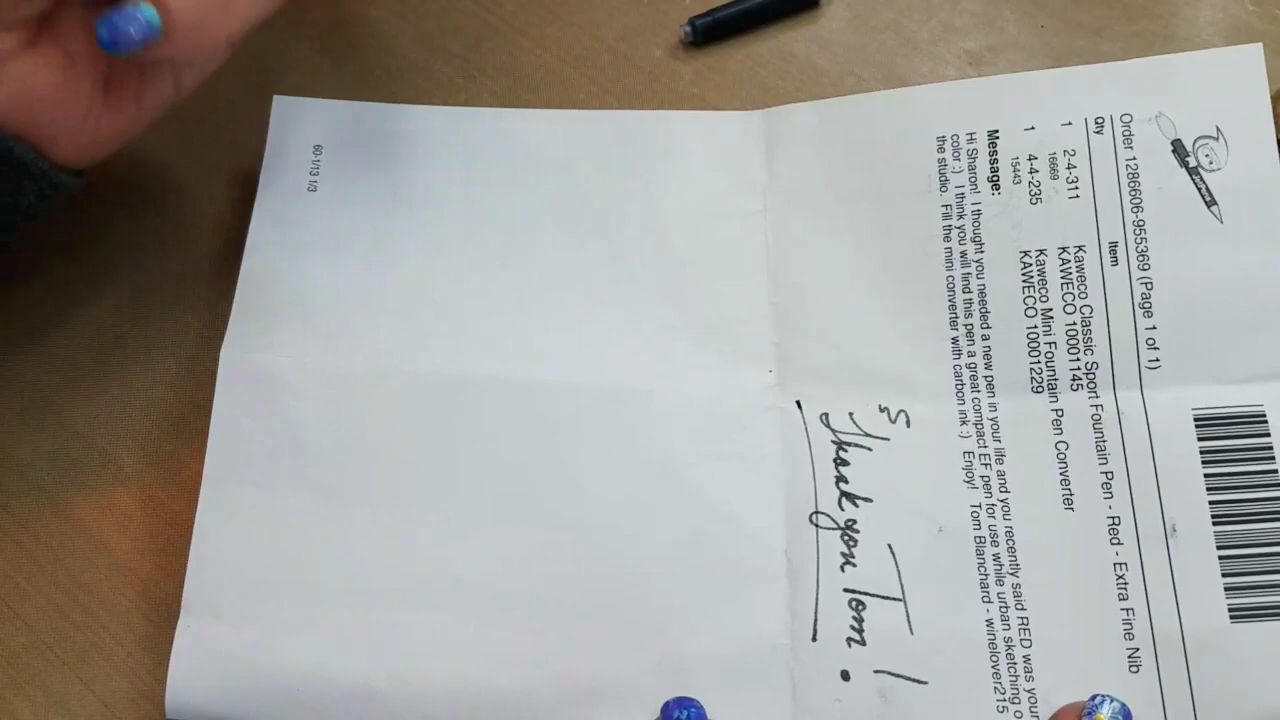 Order 1286606-955369 (Page 1 of 1)
Qty Item
1 2-4-311 Kaweco Classic Sport Fountain Pen - Red - Extra Fine Nib
16669 KAWECO 10001145
1 4-4-235 Kaweco Mini Fountain Pen Converter
15443 KAWECO 10001229
Message:
Hi Sharon! I thought you needed a new pen in your life and you recently said RED was your
color :) I think you will find this pen a great compact EF pen for use while urban sketching o
the studio. Fill the mini converter with carbon ink :) Enjoy! Tom Blanchard - winelover215
Thank you Tom!
60-1/13 1/3